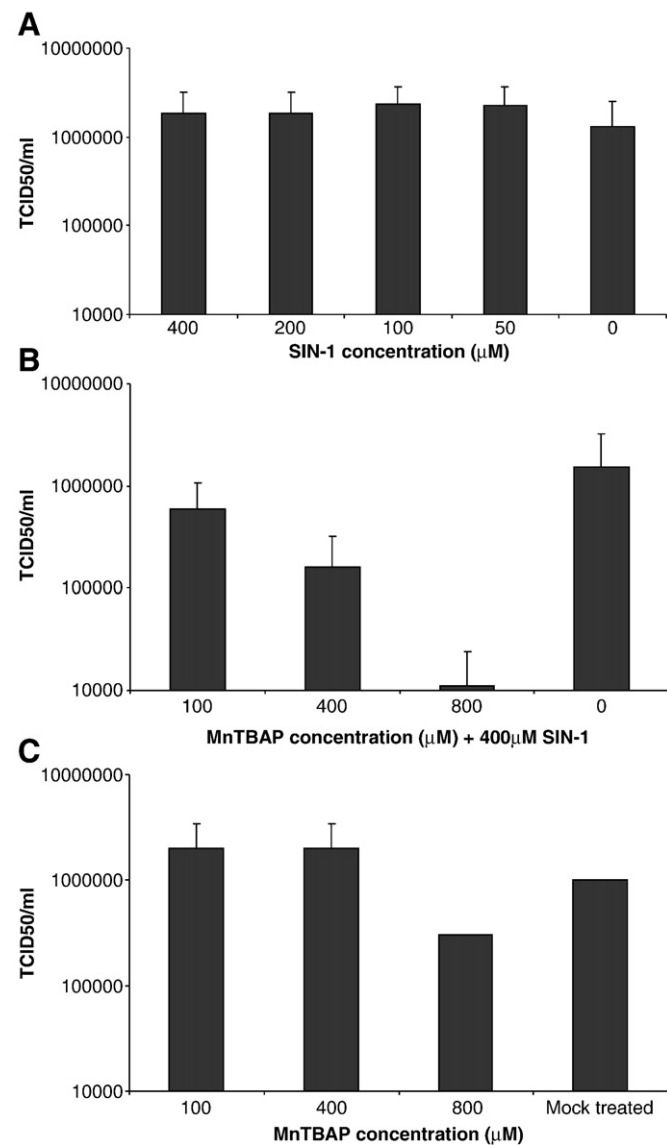 A
10000000
1000000
100000
10000
TCID50/ml
400 200 100 50 0
SIN-1 concentration (μM)
B
10000000
1000000
100000
10000
TCID50/ml
100 400 800 0
MnTBAP concentration (μM) + 400μM SIN-1
C
10000000
1000000
100000
10000
TCID50/ml
100 400 800 Mock treated
MnTBAP concentration (μM)